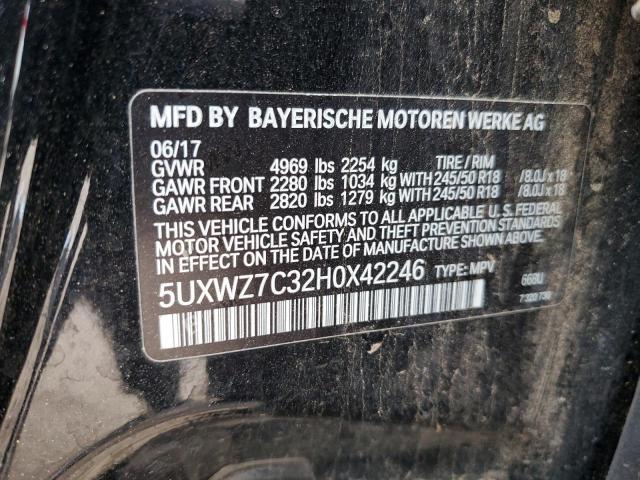 MFD BY BAYERISCHE MOTOREN WERKE AG
06/17
GVWR 4969 lbs 2254 kg TIRE / RIM
GAWR FRONT 2280 lbs 1034 kg WITH 245/50 R18 /8.0J x 18
GAWR REAR 2820 lbs 1279 kg WITH 245/50 R18 /8.0J x 18
THIS VEHICLE CONFORMS TO ALL APPLICABLE U. S. FEDERAL
MOTOR VEHICLE SAFETY AND THEFT PREVENTION STANDARDS
IN EFFECT ON THE DATE OF MANUFACTURE.
5UXWZ7C32H0X42246 TYPE: MPV 668U
7320730